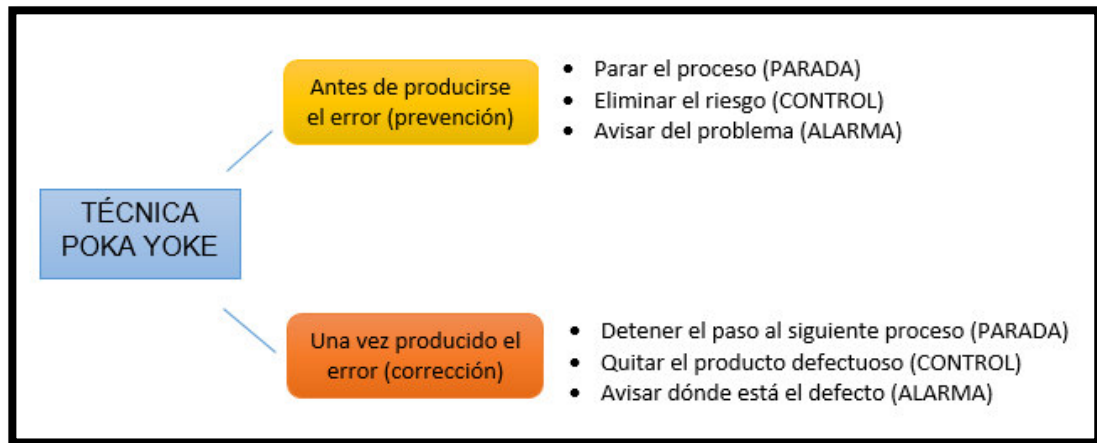 TÉCNICA
POKA YOKE
Antes de producirse
el error (prevención)
• Parar el proceso (PARADA)
• Eliminar el riesgo (CONTROL)
• Avisar del problema (ALARMA)
Una vez producido el
error (corrección)
• Detener el paso al siguiente proceso (PARADA)
• Quitar el producto defectuoso (CONTROL)
• Avisar dónde está el defecto (ALARMA)